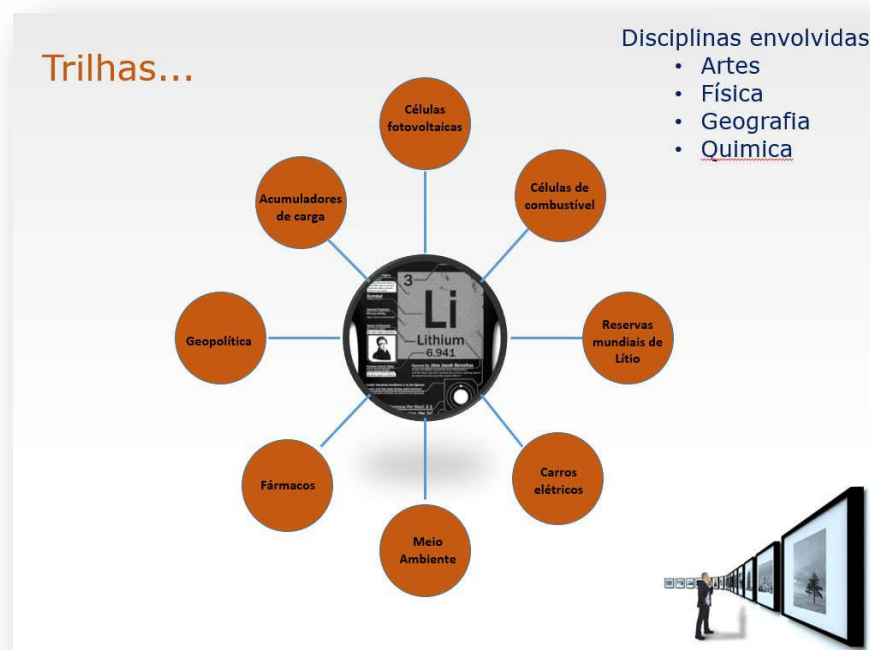 Trilhas...
Disciplinas envolvidas
• Artes
• Física
• Geografia
• Quimica
Células
fotovoltaicas
Células de
combustível
Acumuladores
de carga
Geopolítica
Reservas
mundiais de
Lítio
Fármacos
Carros
elétricos
Meio
Ambiente
3
Li
Lithium
6.941